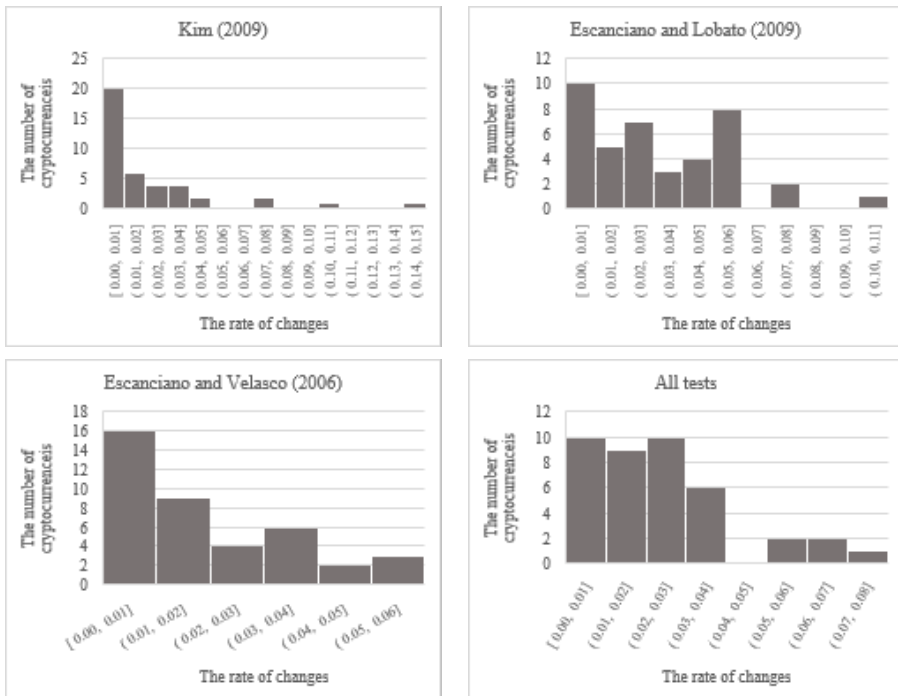 Kim (2009)
The number of
cryptocurrenceis
25
20
15
10
5
0
[ 0.00, 0.01]
( 0.01, 0.02]
( 0.02, 0.03]
( 0.03, 0.04]
( 0.04, 0.05]
( 0.05, 0.06]
( 0.06, 0.07]
( 0.07, 0.08]
( 0.08, 0.09]
( 0.09, 0.10]
( 0.10, 0.11]
( 0.11, 0.12]
( 0.12, 0.13]
( 0.13, 0.14]
( 0.14, 0.15]
The rate of changes
Escanciano and Lobato (2009)
The number of
cryptocurrenceis
12
10
8
6
4
2
0
[ 0.00, 0.01]
( 0.01, 0.02]
( 0.02, 0.03]
( 0.03, 0.04]
( 0.04, 0.05]
( 0.05, 0.06]
( 0.06, 0.07]
( 0.07, 0.08]
( 0.08, 0.09]
( 0.09, 0.10]
( 0.10, 0.11]
The rate of changes
Escanciano and Velasco (2006)
The number of
cryptocurrenceis
18
16
14
12
10
8
6
4
2
0
[ 0.00, 0.01]
( 0.01, 0.02]
( 0.02, 0.03]
( 0.03, 0.04]
( 0.04, 0.05]
( 0.05, 0.06]
The rate of changes
All tests
The number of
cryptocurrenceis
12
10
8
6
4
2
0
[ 0.00, 0.01]
( 0.01, 0.02]
( 0.02, 0.03]
( 0.03, 0.04]
( 0.04, 0.05]
( 0.05, 0.06]
( 0.06, 0.07]
( 0.07, 0.08]
The rate of changes